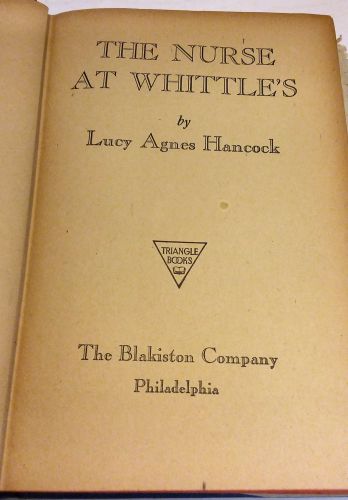 THE NURSE
AT WHITTLE'S
by
Lucy Agnes Hancock
TRIANGLE
BOOKS
The Blakiston Company
Philadelphia